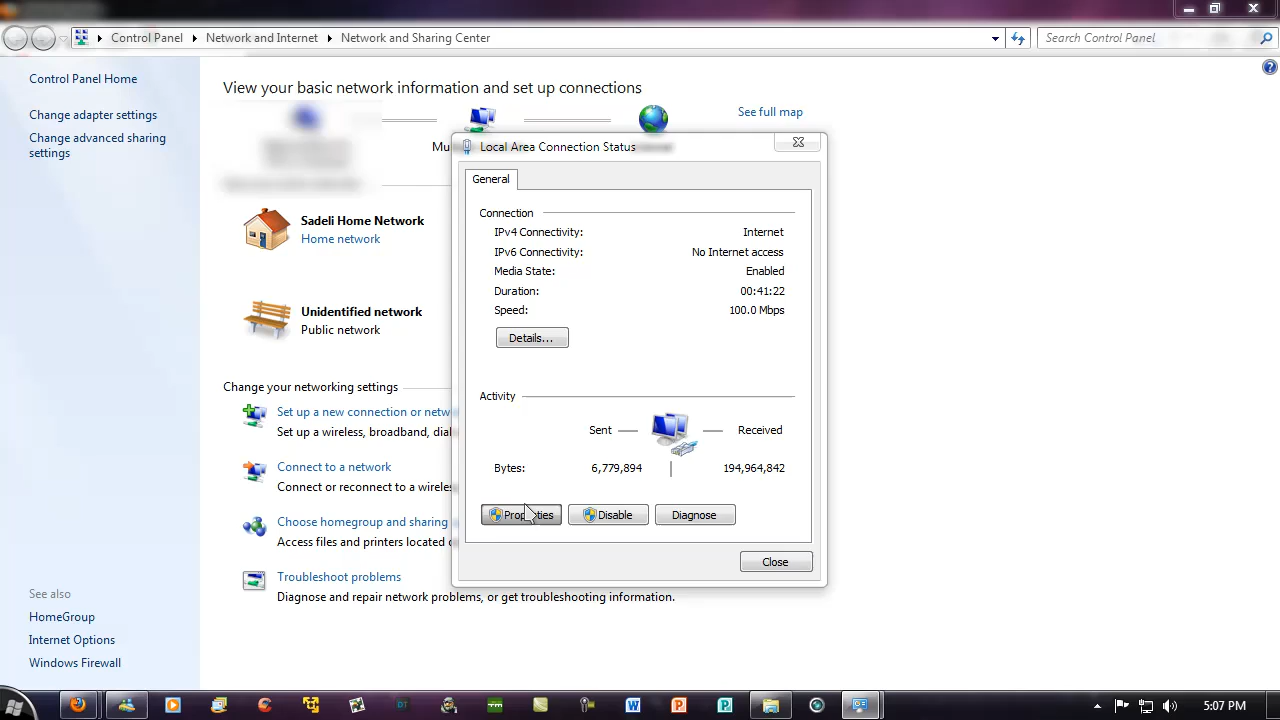 Control Panel ▸ Network and Internet ▸ Network and Sharing Center
Search Control Panel
Control Panel Home
Change adapter settings
Change advanced sharing
settings
View your basic network information and set up connections
See full map
Mu
Local Area Connection Status
General
Connection
IPv4 Connectivity: Internet
IPv6 Connectivity: No Internet access
Media State: Enabled
Duration: 00:41:22
Speed: 100.0 Mbps
Details...
Activity
Sent — Received
Bytes: 6,779,894 | 194,964,842
Properties Disable Diagnose
Close
Sadeli Home Network
Home network
Unidentified network
Public network
Change your networking settings
Set up a new connection or netw
Set up a wireless, broadband, dial
Connect to a network
Connect or reconnect to a wireles
Choose homegroup and sharing
Access files and printers located o
Troubleshoot problems
Diagnose and repair network problems, or get troubleshooting information.
See also
HomeGroup
Internet Options
Windows Firewall
5:07 PM